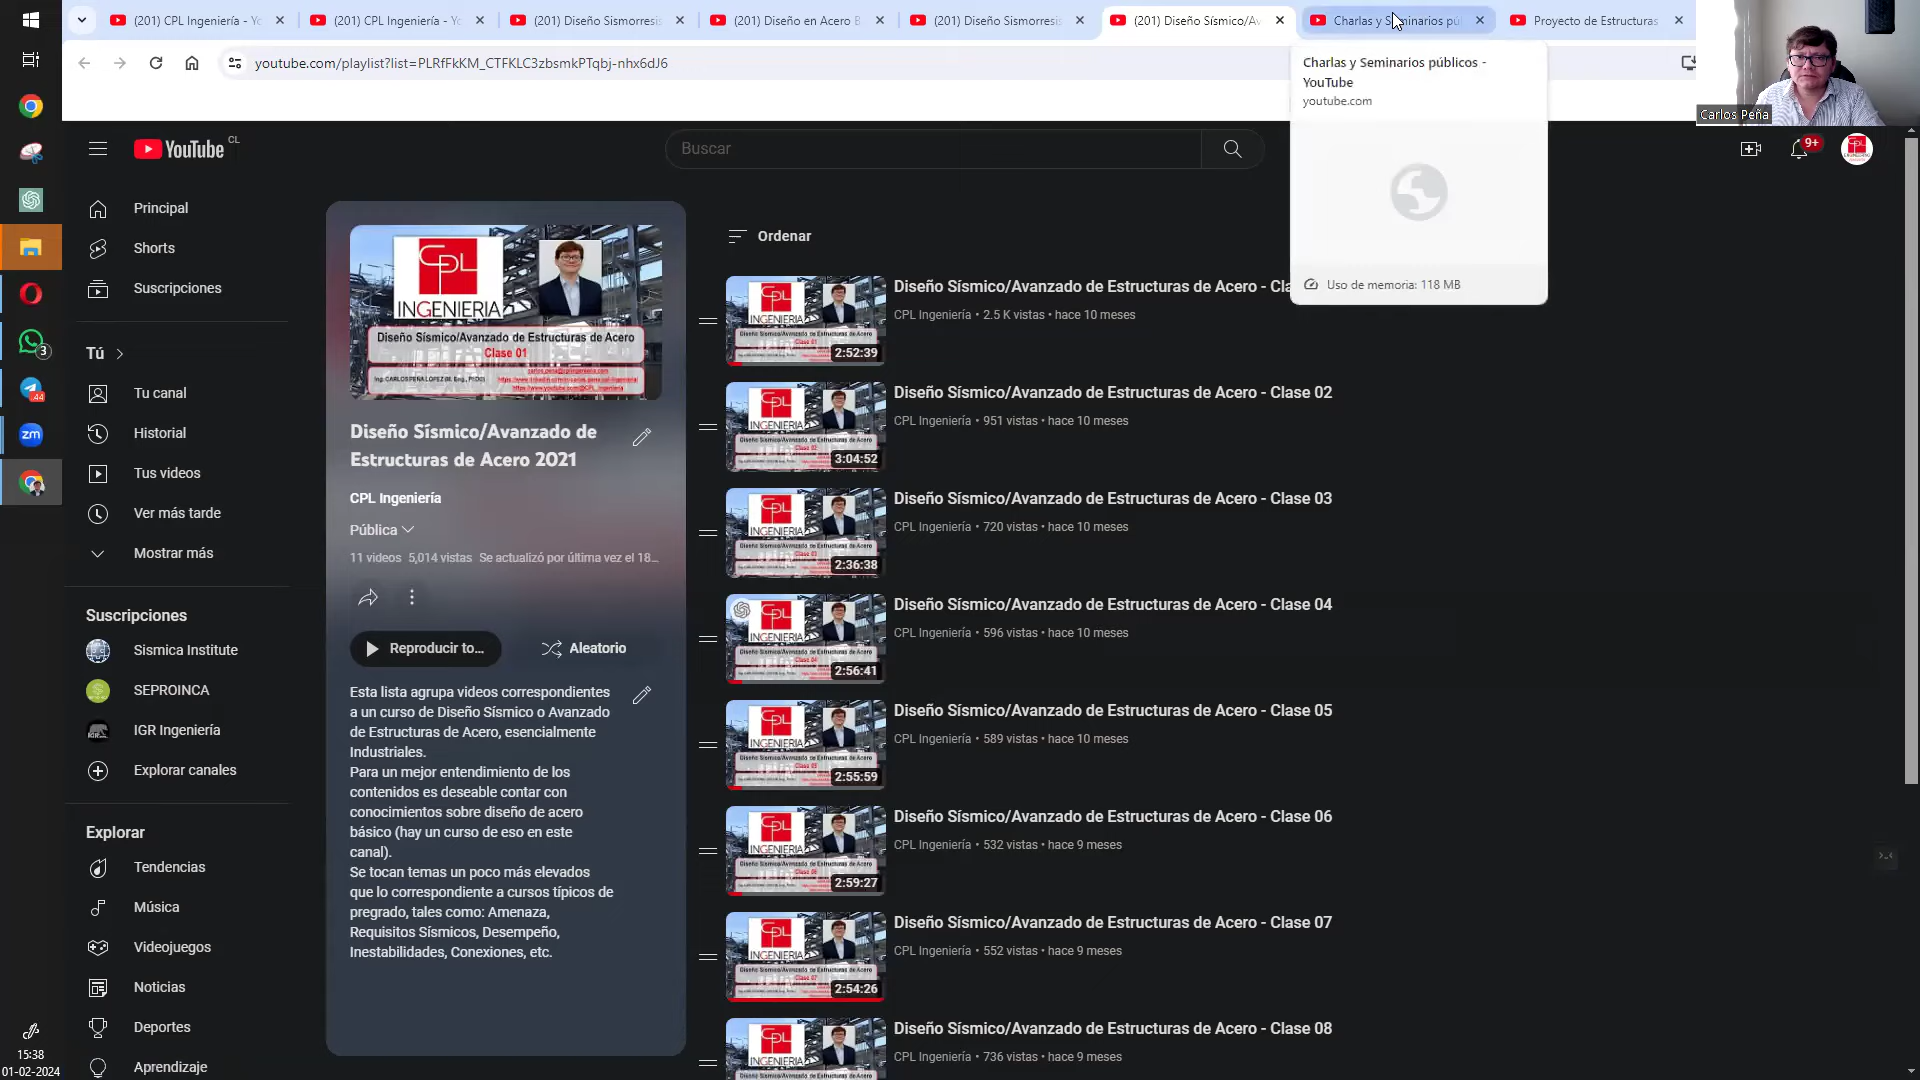 (201) CPL Ingeniería - Yo
(201) CPL Ingeniería - Yo
(201) Diseño Sismorresis
(201) Diseño en Acero B
(201) Diseño Sismorresis
(201) Diseño Sísmico/Av
Charlas y Seminarios pú
Proyecto de Estructuras
youtube.com/playlist?list=PLRfFkKM_CTFKLC3zbsmkPTqbj-nhx6dJ6
Charlas y Seminarios públicos -
YouTube
youtube.com
Uso de memoria: 118 MB
Carlos Peña
YouTube CL
Buscar
9+
Principal
Shorts
Suscripciones
Tú
Tu canal
Historial
Tus videos
Ver más tarde
Mostrar más
Suscripciones
Sismica Institute
SEPROINCA
IGR Ingeniería
Explorar canales
Explorar
Tendencias
Música
Videojuegos
Noticias
Deportes
Aprendizaje
3
44
zm
15:38
01-02-2024
CPL
INGENIERIA
Diseño Sísmico/Avanzado de Estructuras de Acero
Clase 01
Ing. CARLOS PEÑA LÓPEZ (M. Eng., P1DO)
Diseño Sísmico/Avanzado de
Estructuras de Acero 2021
CPL Ingeniería
Pública
11 videos 5,014 vistas Se actualizó por última vez el 18...
Reproducir to...
Aleatorio
Esta lista agrupa videos correspondientes
a un curso de Diseño Sísmico o Avanzado
de Estructuras de Acero, esencialmente
Industriales.
Para un mejor entendimiento de los
contenidos es deseable contar con
conocimientos sobre diseño de acero
básico (hay un curso de eso en este
canal).
Se tocan temas un poco más elevados
que lo correspondiente a cursos típicos de
pregrado, tales como: Amenaza,
Requisitos Sísmicos, Desempeño,
Inestabilidades, Conexiones, etc.
Ordenar
Diseño Sísmico/Avanzado de Estructuras de Acero - Cla
CPL Ingeniería • 2.5 K vistas • hace 10 meses
2:52:39
Diseño Sísmico/Avanzado de Estructuras de Acero - Clase 02
CPL Ingeniería • 951 vistas • hace 10 meses
3:04:52
Diseño Sísmico/Avanzado de Estructuras de Acero - Clase 03
CPL Ingeniería • 720 vistas • hace 10 meses
2:36:38
Diseño Sísmico/Avanzado de Estructuras de Acero - Clase 04
CPL Ingeniería • 596 vistas • hace 10 meses
2:56:41
Diseño Sísmico/Avanzado de Estructuras de Acero - Clase 05
CPL Ingeniería • 589 vistas • hace 10 meses
2:55:59
Diseño Sísmico/Avanzado de Estructuras de Acero - Clase 06
CPL Ingeniería • 532 vistas • hace 9 meses
2:59:27
Diseño Sísmico/Avanzado de Estructuras de Acero - Clase 07
CPL Ingeniería • 552 vistas • hace 9 meses
2:54:26
Diseño Sísmico/Avanzado de Estructuras de Acero - Clase 08
CPL Ingeniería • 736 vistas • hace 9 meses